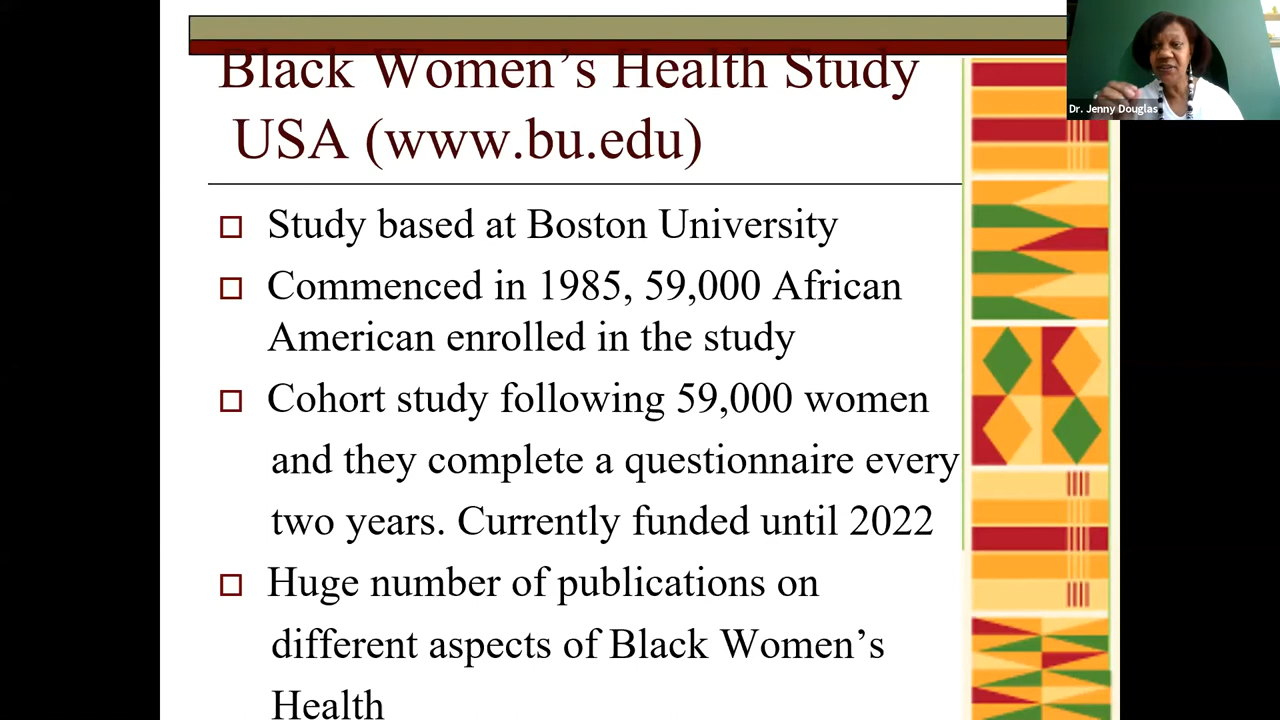 Black Women’s Health Study
USA (www.bu.edu)
Study based at Boston University
Commenced in 1985, 59,000 African
American enrolled in the study
Cohort study following 59,000 women
and they complete a questionnaire every
two years. Currently funded until 2022
Huge number of publications on
different aspects of Black Women’s
Health
Dr. Jenny Douglas